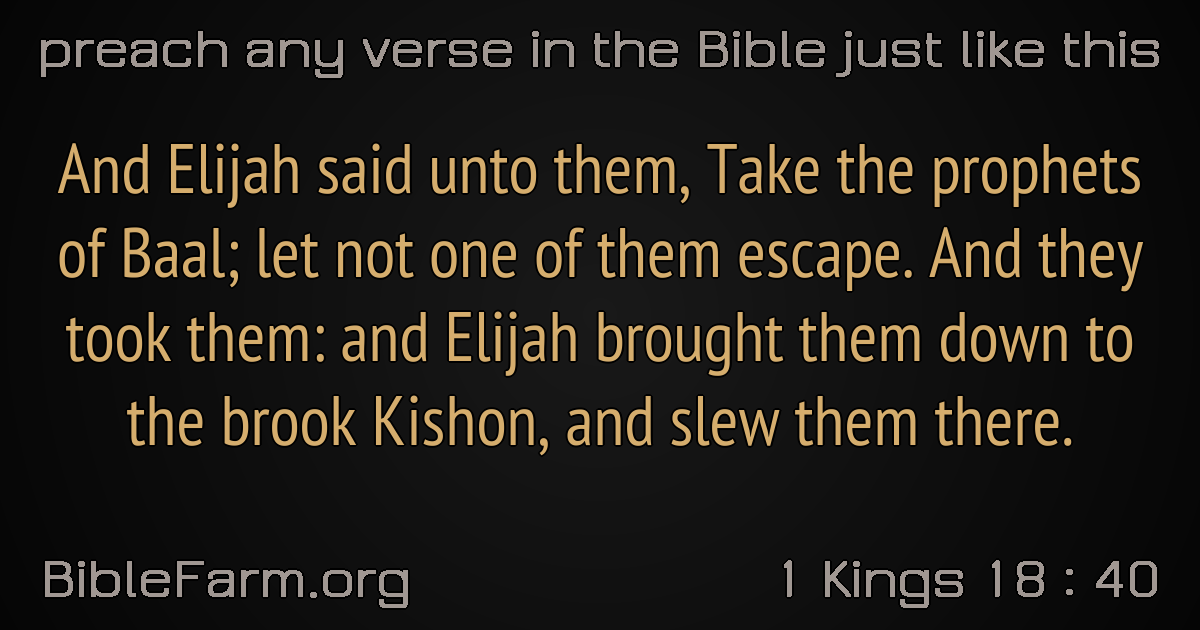 preach any verse in the Bible just like this
And Elijah said unto them, Take the prophets
of Baal; let not one of them escape. And they
took them: and Elijah brought them down to
the brook Kishon, and slew them there.
BibleFarm.org
1 Kings 18 : 40